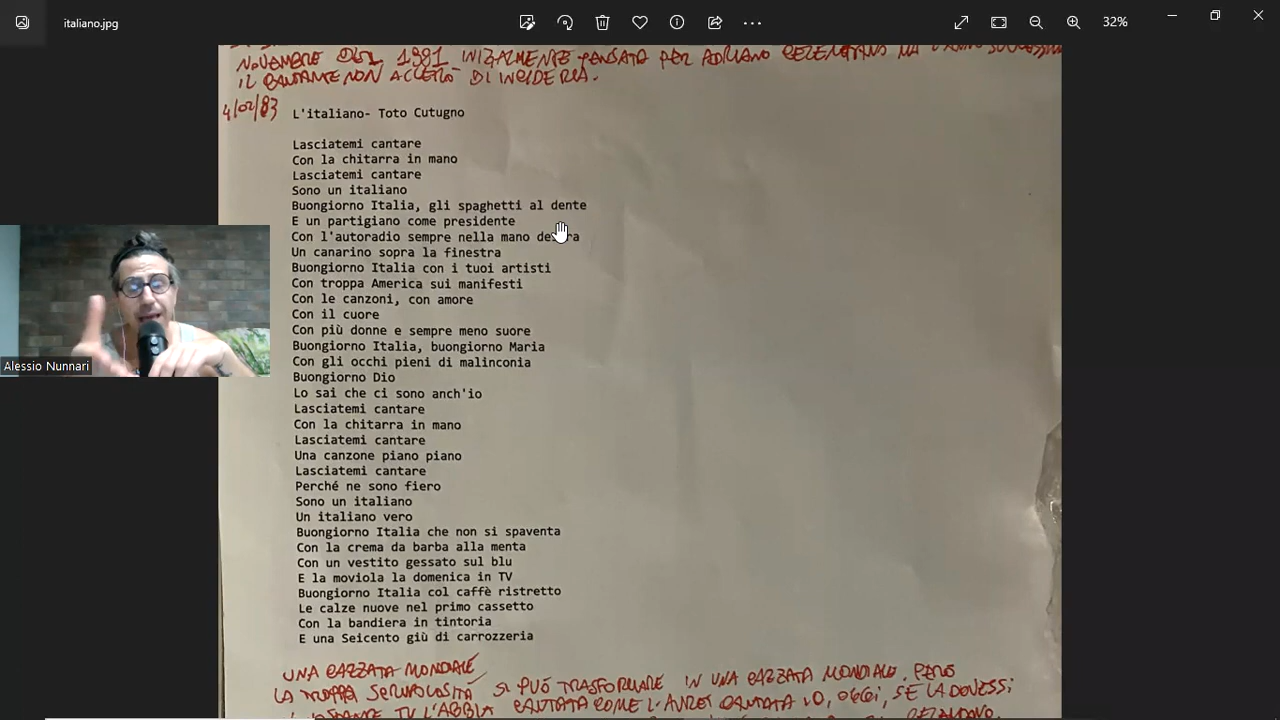 italiano.jpg
32%
NOVEMBRE DEL 1981 INIZIALMENTE PENSATA PER ADRIANO CELENTANO MA
IL CANTANTE NON ACCETTÒ DI INCIDERLA.
4/02/83
L'italiano- Toto Cutugno
Lasciatemi cantare
Con la chitarra in mano
Lasciatemi cantare
Sono un italiano
Buongiorno Italia, gli spaghetti al dente
E un partigiano come presidente
Con l'autoradio sempre nella mano destra
Un canarino sopra la finestra
Buongiorno Italia con i tuoi artisti
Con troppa America sui manifesti
Con le canzoni, con amore
Con il cuore
Con più donne e sempre meno suore
Buongiorno Italia, buongiorno Maria
Con gli occhi pieni di malinconia
Buongiorno Dio
Lo sai che ci sono anch'io
Lasciatemi cantare
Con la chitarra in mano
Lasciatemi cantare
Una canzone piano piano
Lasciatemi cantare
Perché ne sono fiero
Sono un italiano
Un italiano vero
Buongiorno Italia che non si spaventa
Con la crema da barba alla menta
Con un vestito gessato sul blu
E la moviola la domenica in TV
Buongiorno Italia col caffè ristretto
Le calze nuove nel primo cassetto
Con la bandiera in tintoria
E una Seicento giù di carrozzeria
Alessio Nunnari
UNA CAZZATA MONDIALE
LA TROPPA SCRUPOLOSITÀ SI PUÒ TRASFORMARE IN UNA CAZZATA MONDIALE. PERÒ
TU L'ABBIA CANTATA COME L'AVREI CANTATA IO, OGGI, SE LA DOVESSI